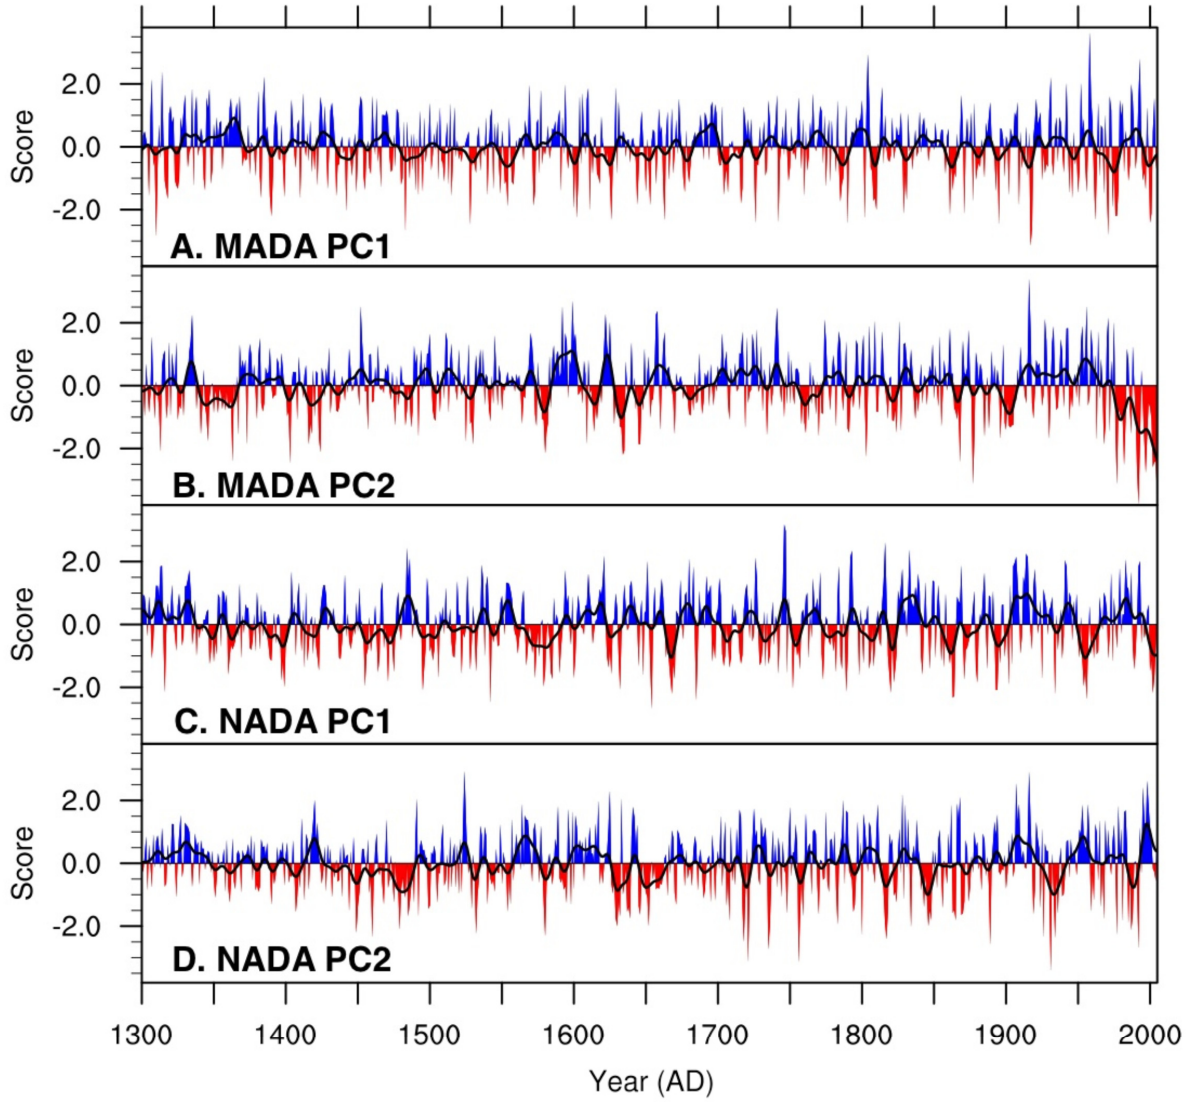 Score
2.0
0.0
-2.0
A. MADA PC1
Score
2.0
0.0
-2.0
B. MADA PC2
Score
2.0
0.0
-2.0
C. NADA PC1
Score
2.0
0.0
-2.0
D. NADA PC2
1300 1400 1500 1600 1700 1800 1900 2000
Year (AD)